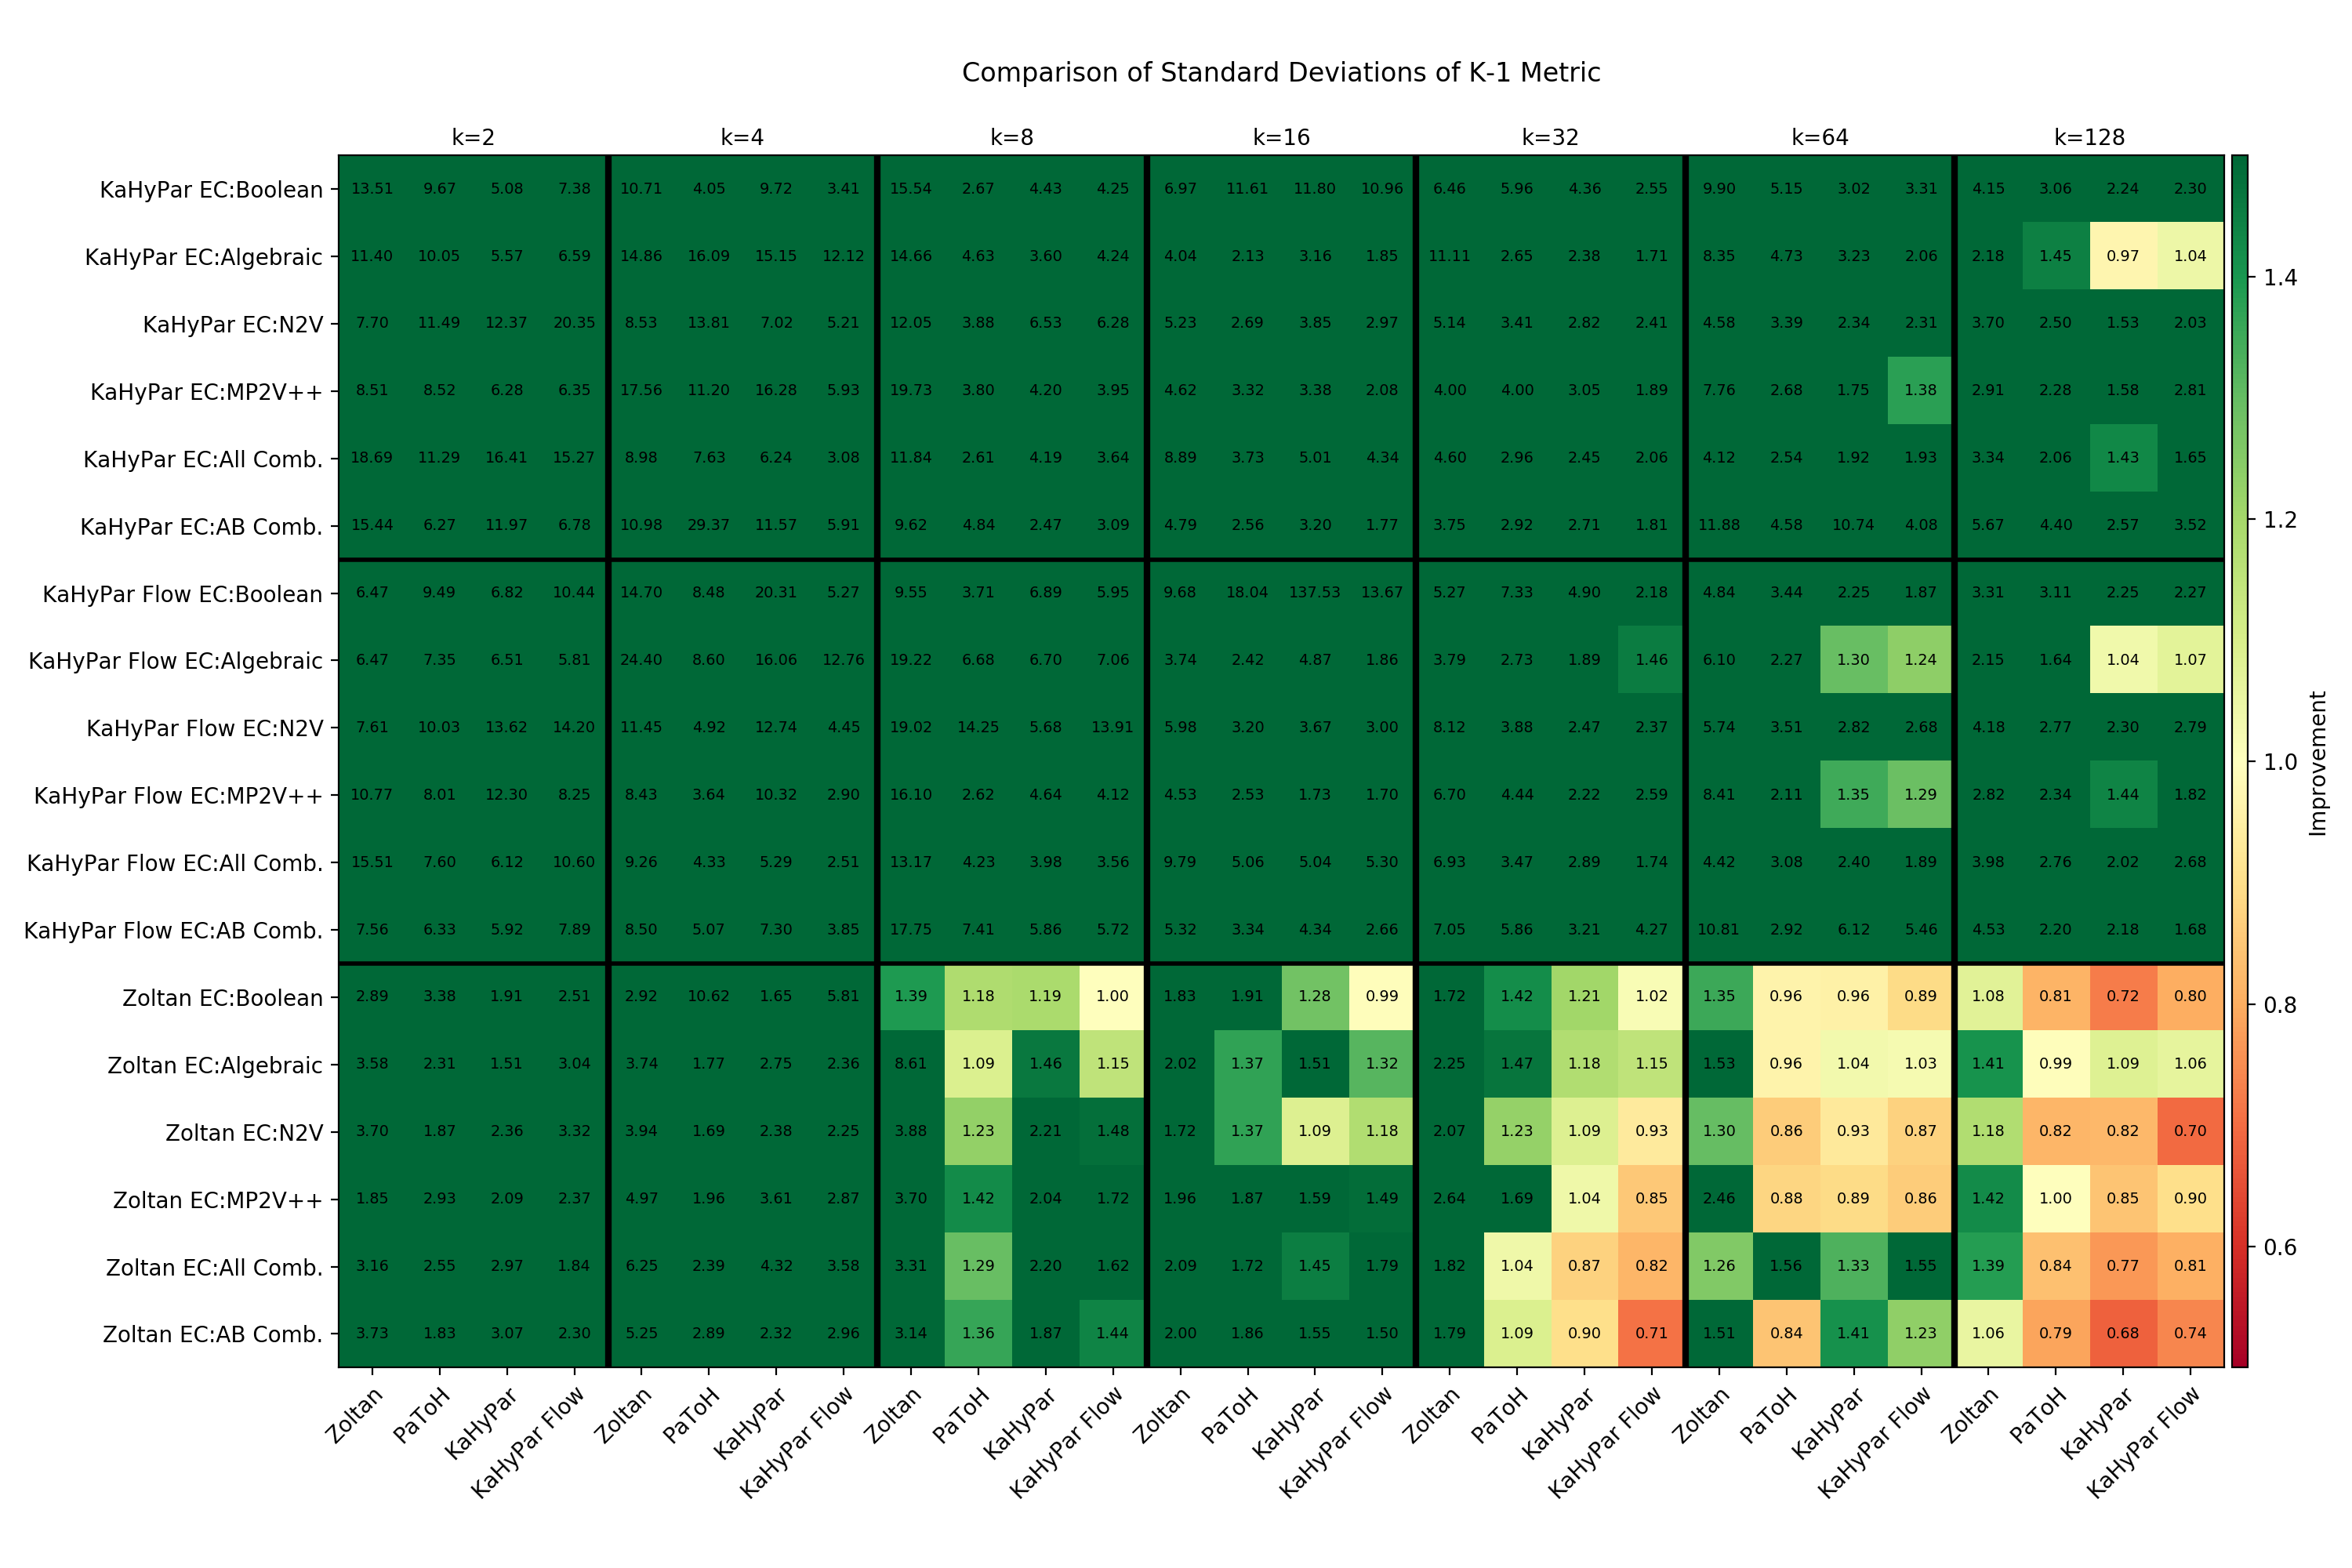 Comparison of Standard Deviations of K-1 Metric
k=2 k=4 k=8 k=16 k=32 k=64 k=128
KaHyPar EC:Boolean 13.51 9.67 5.08 7.38 10.71 4.05 9.72 3.41 15.54 2.67 4.43 4.25 6.97 11.61 11.80 10.96 6.46 5.96 4.36 2.55 9.90 5.15 3.02 3.31 4.15 3.06 2.24 2.30
KaHyPar EC:Algebraic 11.40 10.05 5.57 6.59 14.86 16.09 15.15 12.12 14.66 4.63 3.60 4.24 4.04 2.13 3.16 1.85 11.11 2.65 2.38 1.71 8.35 4.73 3.23 2.06 2.18 1.45 0.97 1.04
1.4
KaHyPar EC:N2V 7.70 11.49 12.37 20.35 8.53 13.81 7.02 5.21 12.05 3.88 6.53 6.28 5.23 2.69 3.85 2.97 5.14 3.41 2.82 2.41 4.58 3.39 2.34 2.31 3.70 2.50 1.53 2.03
KaHyPar EC:MP2V++ 8.51 8.52 6.28 6.35 17.56 11.20 16.28 5.93 19.73 3.80 4.20 3.95 4.62 3.32 3.38 2.08 4.00 4.00 3.05 1.89 7.76 2.68 1.75 1.38 2.91 2.28 1.58 2.81
KaHyPar EC:All Comb. 18.69 11.29 16.41 15.27 8.98 7.63 6.24 3.08 11.84 2.61 4.19 3.64 8.89 3.73 5.01 4.34 4.60 2.96 2.45 2.06 4.12 2.54 1.92 1.93 3.34 2.06 1.43 1.65
KaHyPar EC:AB Comb. 15.44 6.27 11.97 6.78 10.98 29.37 11.57 5.91 9.62 4.84 2.47 3.09 4.79 2.56 3.20 1.77 3.75 2.92 2.71 1.81 11.88 4.58 10.74 4.08 5.67 4.40 2.57 3.52
1.2
KaHyPar Flow EC:Boolean 6.47 9.49 6.82 10.44 14.70 8.48 20.31 5.27 9.55 3.71 6.89 5.95 9.68 18.04 137.53 13.67 5.27 7.33 4.90 2.18 4.84 3.44 2.25 1.87 3.31 3.11 2.25 2.27
KaHyPar Flow EC:Algebraic 6.47 7.35 6.51 5.81 24.40 8.60 16.06 12.76 19.22 6.68 6.70 7.06 3.74 2.42 4.87 1.86 3.79 2.73 1.89 1.46 6.10 2.27 1.30 1.24 2.15 1.64 1.04 1.07
KaHyPar Flow EC:N2V 7.61 10.03 13.62 14.20 11.45 4.92 12.74 4.45 19.02 14.25 5.68 13.91 5.98 3.20 3.67 3.00 8.12 3.88 2.47 2.37 5.74 3.51 2.82 2.68 4.18 2.77 2.30 2.79
1.0
Improvement
KaHyPar Flow EC:MP2V++ 10.77 8.01 12.30 8.25 8.43 3.64 10.32 2.90 16.10 2.62 4.64 4.12 4.53 2.53 1.73 1.70 6.70 4.44 2.22 2.59 8.41 2.11 1.35 1.29 2.82 2.34 1.44 1.82
KaHyPar Flow EC:All Comb. 15.51 7.60 6.12 10.60 9.26 4.33 5.29 2.51 13.17 4.23 3.98 3.56 9.79 5.06 5.04 5.30 6.93 3.47 2.89 1.74 4.42 3.08 2.40 1.89 3.98 2.76 2.02 2.68
KaHyPar Flow EC:AB Comb. 7.56 6.33 5.92 7.89 8.50 5.07 7.30 3.85 17.75 7.41 5.86 5.72 5.32 3.34 4.34 2.66 7.05 5.86 3.21 4.27 10.81 2.92 6.12 5.46 4.53 2.20 2.18 1.68
Zoltan EC:Boolean 2.89 3.38 1.91 2.51 2.92 10.62 1.65 5.81 1.39 1.18 1.19 1.00 1.83 1.91 1.28 0.99 1.72 1.42 1.21 1.02 1.35 0.96 0.96 0.89 1.08 0.81 0.72 0.80
0.8
Zoltan EC:Algebraic 3.58 2.31 1.51 3.04 3.74 1.77 2.75 2.36 8.61 1.09 1.46 1.15 2.02 1.37 1.51 1.32 2.25 1.47 1.18 1.15 1.53 0.96 1.04 1.03 1.41 0.99 1.09 1.06
Zoltan EC:N2V 3.70 1.87 2.36 3.32 3.94 1.69 2.38 2.25 3.88 1.23 2.21 1.48 1.72 1.37 1.09 1.18 2.07 1.23 1.09 0.93 1.30 0.86 0.93 0.87 1.18 0.82 0.82 0.70
Zoltan EC:MP2V++ 1.85 2.93 2.09 2.37 4.97 1.96 3.61 2.87 3.70 1.42 2.04 1.72 1.96 1.87 1.59 1.49 2.64 1.69 1.04 0.85 2.46 0.88 0.89 0.86 1.42 1.00 0.85 0.90
0.6
Zoltan EC:All Comb. 3.16 2.55 2.97 1.84 6.25 2.39 4.32 3.58 3.31 1.29 2.20 1.62 2.09 1.72 1.45 1.79 1.82 1.04 0.87 0.82 1.26 1.56 1.33 1.55 1.39 0.84 0.77 0.81
Zoltan EC:AB Comb. 3.73 1.83 3.07 2.30 5.25 2.89 2.32 2.96 3.14 1.36 1.87 1.44 2.00 1.86 1.55 1.50 1.79 1.09 0.90 0.71 1.51 0.84 1.41 1.23 1.06 0.79 0.68 0.74
Zoltan PaToH KaHyPar KaHyPar Flow Zoltan PaToH KaHyPar KaHyPar Flow Zoltan PaToH KaHyPar KaHyPar Flow Zoltan PaToH KaHyPar KaHyPar Flow Zoltan PaToH KaHyPar KaHyPar Flow Zoltan PaToH KaHyPar KaHyPar Flow Zoltan PaToH KaHyPar KaHyPar Flow